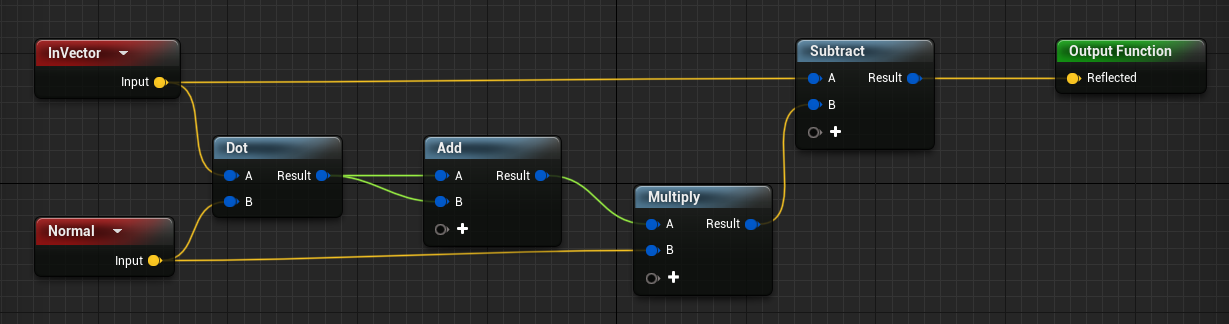 InVector
Input
Normal
Input
Dot
A Result
B
Add
A Result
B
Multiply
A Result
B
Subtract
A Result
B
Output Function
Reflected